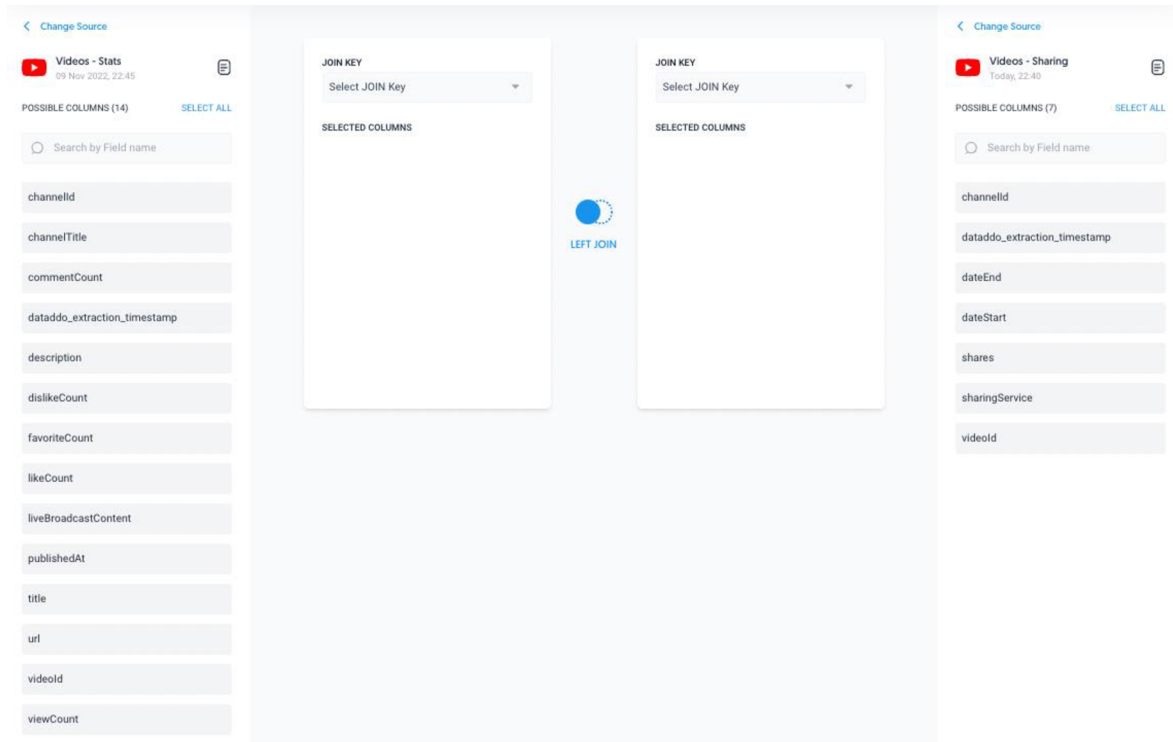 Change Source
Videos - Stats
09 Nov 2022, 22:45
POSSIBLE COLUMNS (14) SELECT ALL
Search by Field name
channelId
channelTitle
commentCount
dataddo_extraction_timestamp
description
dislikeCount
favoriteCount
likeCount
liveBroadcastContent
publishedAt
title
url
videoId
viewCount
JOIN KEY
Select JOIN Key
SELECTED COLUMNS
LEFT JOIN
JOIN KEY
Select JOIN Key
SELECTED COLUMNS
Change Source
Videos - Sharing
Today, 22:40
POSSIBLE COLUMNS (7) SELECT ALL
Search by Field name
channelId
dataddo_extraction_timestamp
dateEnd
dateStart
shares
sharingService
videoId